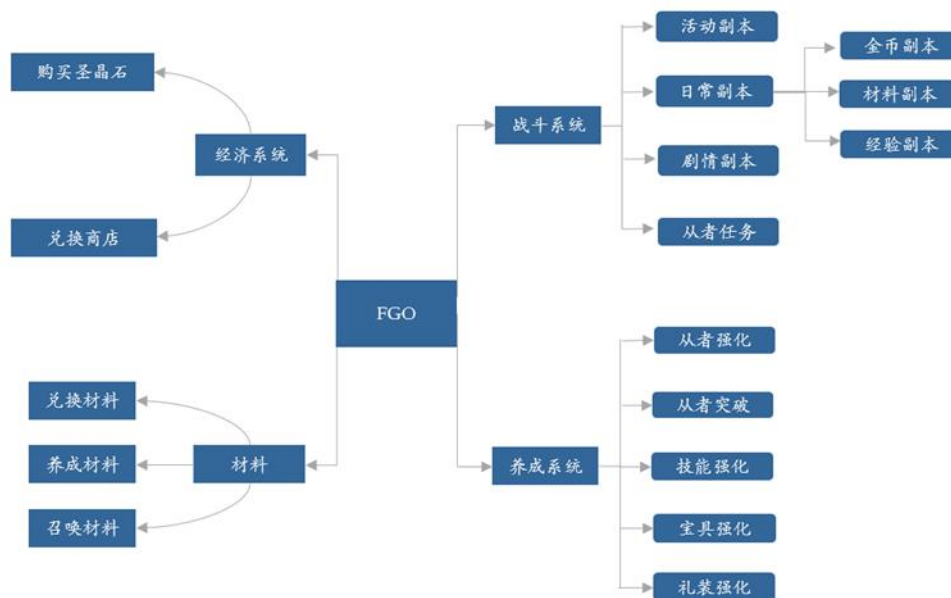 购买圣晶石
经济系统
兑换商店
FGO
兑换材料
养成材料
召唤材料
材料
战斗系统
活动副本
日常副本
剧情副本
从者任务
金币副本
材料副本
经验副本
养成系统
从者强化
从者突破
技能强化
宝具强化
礼装强化